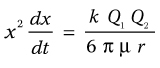 x² dx/dt = k Q₁ Q₂ / 6 π μ r